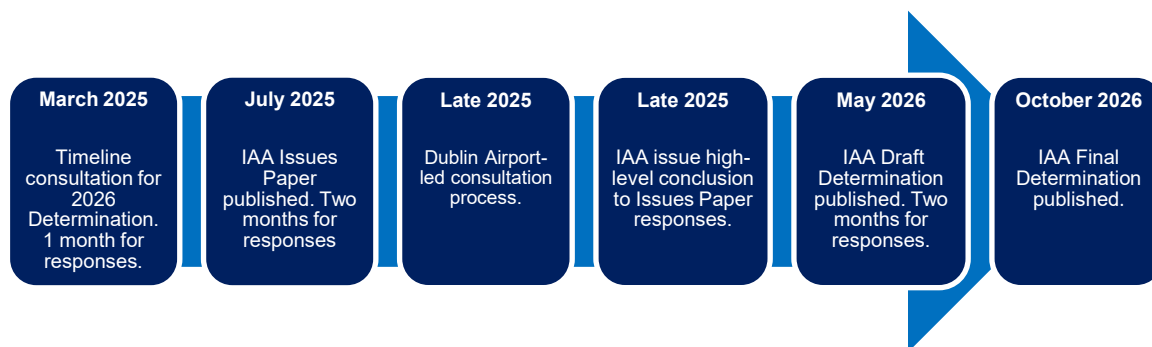 March 2025
Timeline
consultation for
2026
Determination.
1 month for
responses.
July 2025
IAA Issues
Paper
published. Two
months for
responses
Late 2025
Dublin Airport-
led consultation
process.
Late 2025
IAA issue high-
level conclusion
to Issues Paper
responses.
May 2026
IAA Draft
Determination
published. Two
months for
responses.
October 2026
IAA Final
Determination
published.